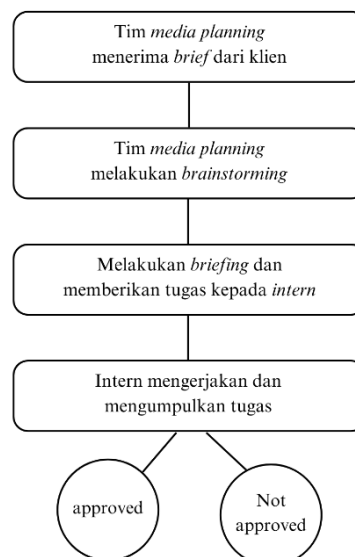 Tim media planning
menerima brief dari klien
Tim media planning
melakukan brainstorming
Melakukan briefing dan
memberikan tugas kepada intern
Intern mengerjakan dan
mengumpulkan tugas
approved
Not
approved